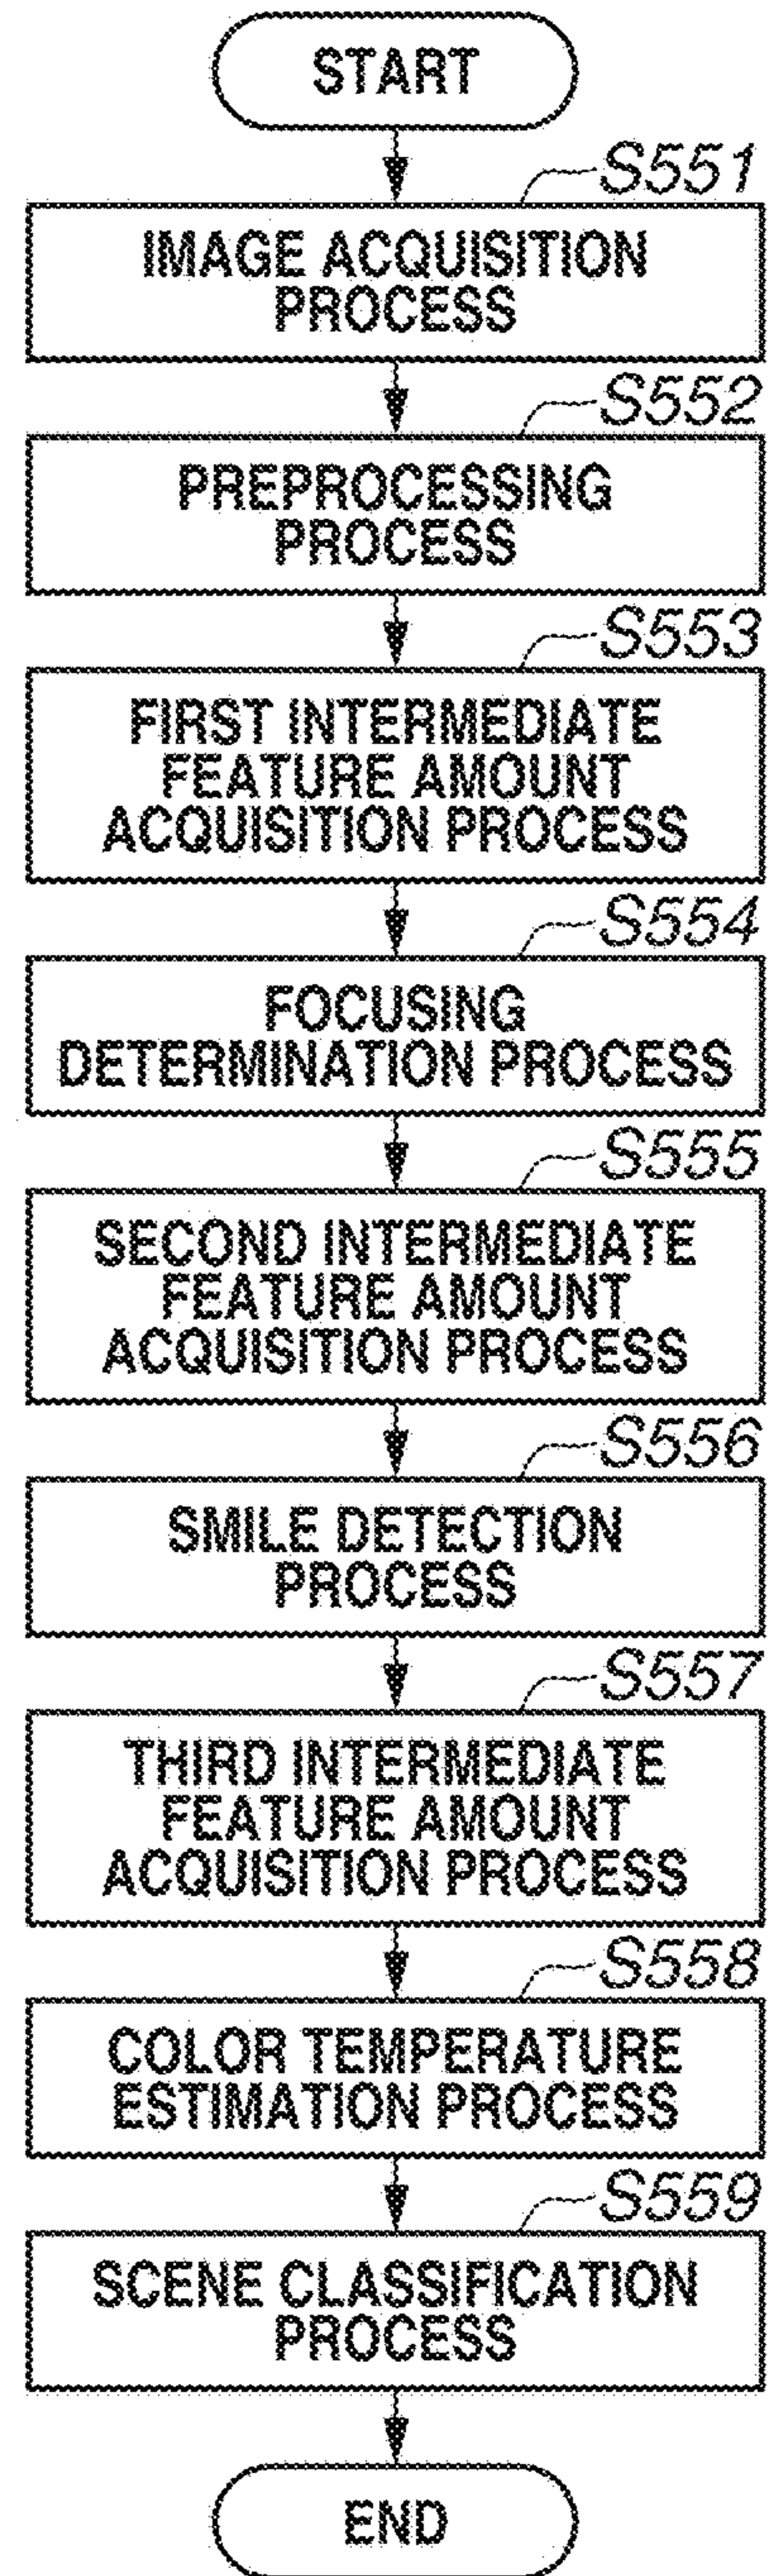 START
S551
IMAGE ACQUISITION
PROCESS
S552
PREPROCESSING
PROCESS
S553
FIRST INTERMEDIATE
FEATURE AMOUNT
ACQUISITION PROCESS
S554
FOCUSING
DETERMINATION PROCESS
S555
SECOND INTERMEDIATE
FEATURE AMOUNT
ACQUISITION PROCESS
S556
SMILE DETECTION
PROCESS
S557
THIRD INTERMEDIATE
FEATURE AMOUNT
ACQUISITION PROCESS
S558
COLOR TEMPERATURE
ESTIMATION PROCESS
S559
SCENE CLASSIFICATION
PROCESS
END